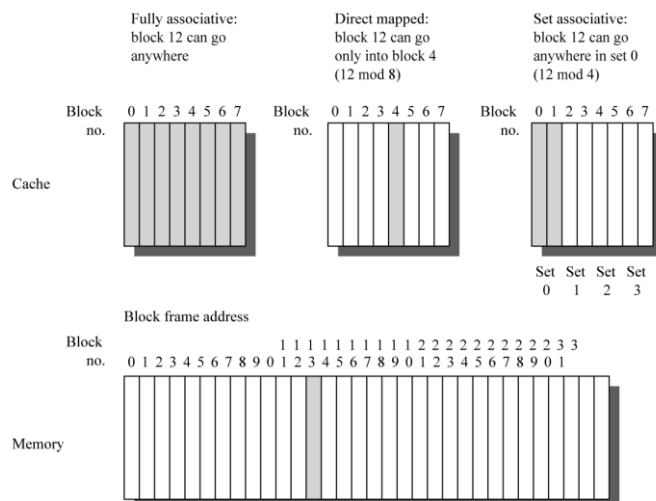 Fully associative:
block 12 can go
anywhere
Direct mapped:
block 12 can go
only into block 4
(12 mod 8)
Set associative:
block 12 can go
anywhere in set 0
(12 mod 4)
Block
no.
0 1 2 3 4 5 6 7
Block
no.
0 1 2 3 4 5 6 7
Block
no.
0 1 2 3 4 5 6 7
Cache
Set Set Set Set
0 1 2 3
Block frame address
Block
no.
1 1 1 1 1 1 1 1 1 1 2 2 2 2 2 2 2 2 2 2 3 3
0 1 2 3 4 5 6 7 8 9 0 1 2 3 4 5 6 7 8 9 0 1 2 3 4 5 6 7 8 9 0 1
Memory